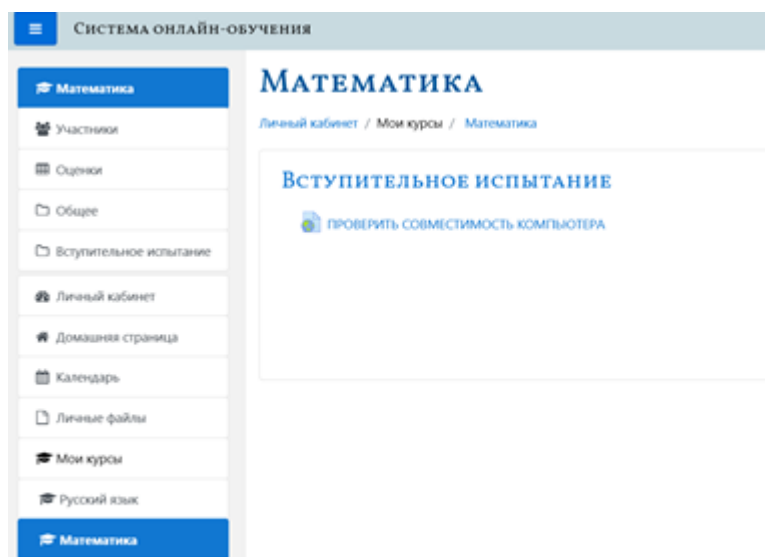 Система онлайн-обучения
Математика
Участники
Оценки
Общее
Вступительное испытание
Личный кабинет
Домашняя страница
Календарь
Личные файлы
Мои курсы
Русский язык
Математика
Математика
Личный кабинет / Мои курсы / Математика
Вступительное испытание
ПРОВЕРИТЬ СОВМЕСТИМОСТЬ КОМПЬЮТЕРА